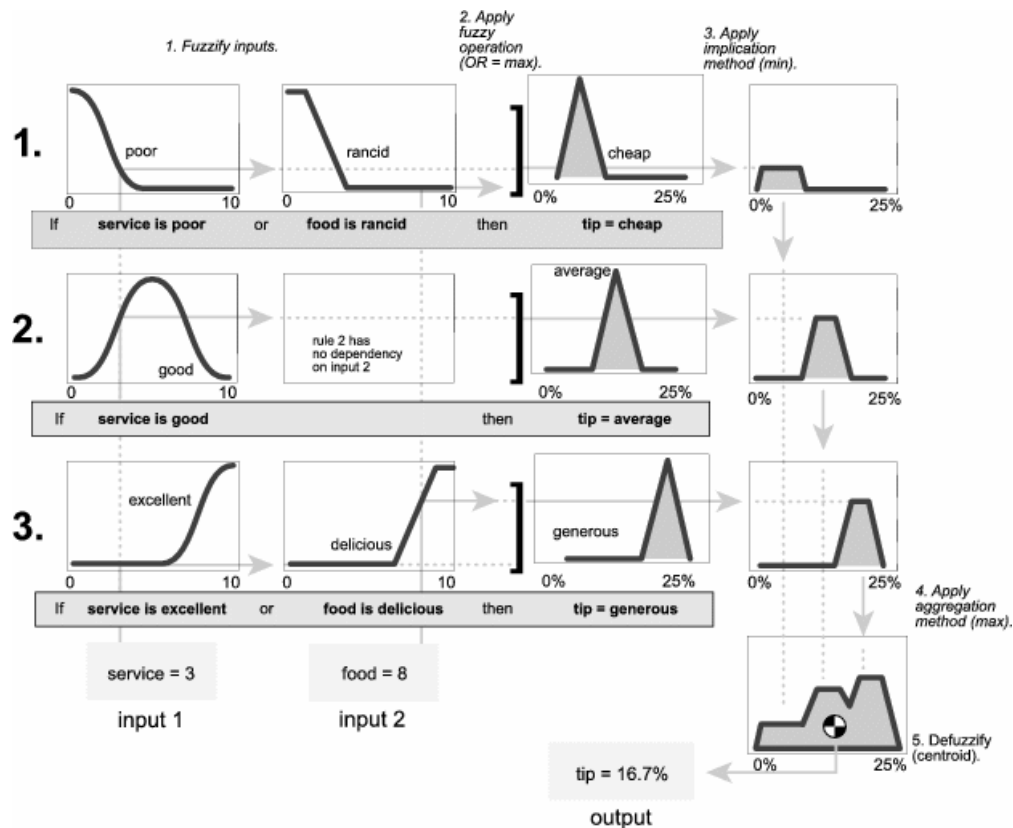 1. Fuzzify inputs.
2. Apply
fuzzy
operation
(OR = max).
3. Apply
implication
method (min).
1.
poor
0 10
rancid
0 10
cheap
0% 25%
0% 25%
If service is poor or food is rancid then tip = cheap
2.
good
0 10
rule 2 has
no dependency
on input 2
average
0% 25%
0% 25%
If service is good then tip = average
3.
excellent
0 10
delicious
0 10
generous
0% 25%
0% 25%
If service is excellent or food is delicious then tip = generous
4. Apply
aggregation
method (max).
service = 3
input 1
food = 8
input 2
0% 25%
5. Defuzzify
(centroid).
tip = 16.7%
output